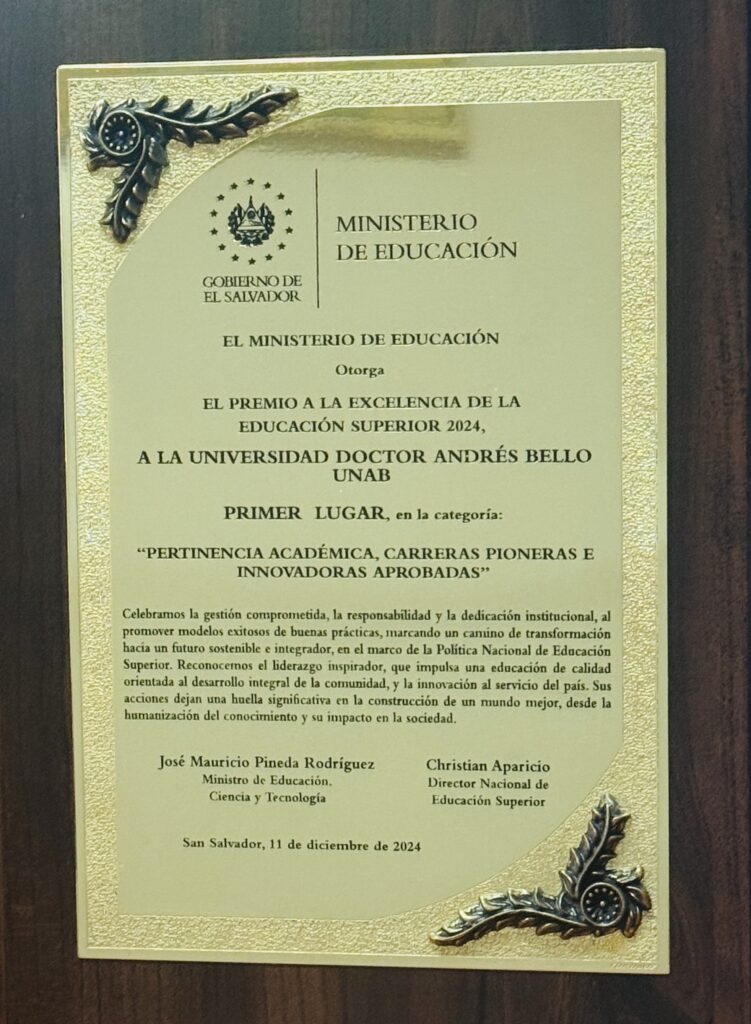 GOBIERNO DE
EL SALVADOR
MINISTERIO
DE EDUCACIÓN
EL MINISTERIO DE EDUCACIÓN
Otorga
EL PREMIO A LA EXCELENCIA DE LA
EDUCACIÓN SUPERIOR 2024,
A LA UNIVERSIDAD DOCTOR ANDRÉS BELLO
UNAB
PRIMER LUGAR, en la categoría:
“PERTINENCIA ACADÉMICA, CARRERAS PIONERAS E
INNOVADORAS APROBADAS”
Celebramos la gestión comprometida, la responsabilidad y la dedicación institucional, al
promover modelos exitosos de buenas prácticas, marcando un camino de transformación
hacia un futuro sostenible e integrador, en el marco de la Política Nacional de Educación
Superior. Reconocemos el liderazgo inspirador, que impulsa una educación de calidad
orientada al desarrollo integral de la comunidad, y la innovación al servicio del país. Sus
acciones dejan una huella significativa en la construcción de un mundo mejor, desde la
humanización del conocimiento y su impacto en la sociedad.
José Mauricio Pineda Rodríguez
Ministro de Educación,
Ciencia y Tecnología
Christian Aparicio
Director Nacional de
Educación Superior
San Salvador, 11 de diciembre de 2024